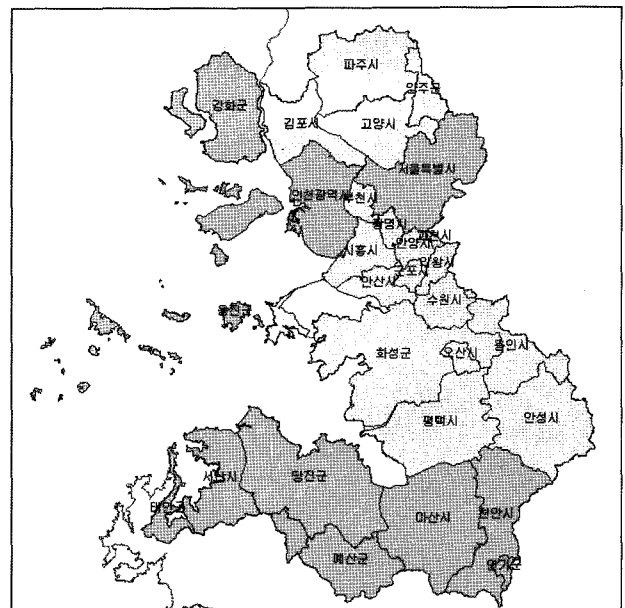 파주시
양주군
강화군
김포시
고양시
서울특별시
인천광역시
부천시
광명시
과천시
안양시
시흥시
의왕시
군포시
안산시
수원시
옹진군
화성군
오산시
용인시
평택시
안성시
서산시
당진군
태안군
아산시
천안시
예산군
연기군